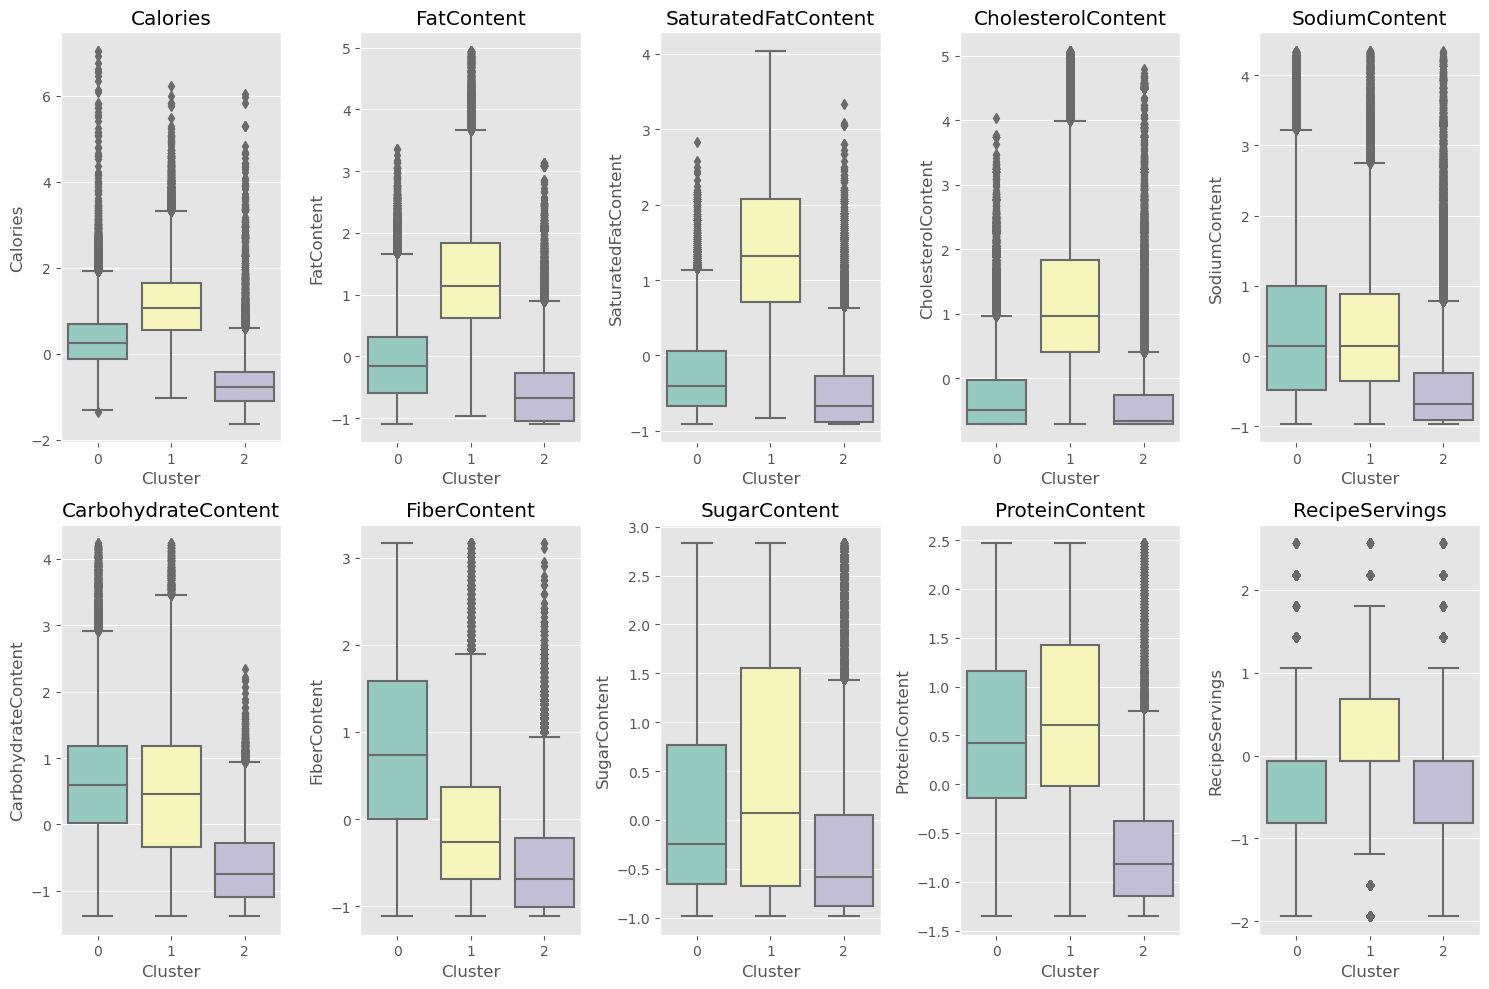 Calories
FatContent
SaturatedFatContent
CholesterolContent
SodiumContent
Calories
6
4
2
0
−2
0 1 2
Cluster
FatContent
5
4
3
2
1
0
−1
0 1 2
Cluster
SaturatedFatContent
4
3
2
1
0
−1
0 1 2
Cluster
CholesterolContent
5
4
3
2
1
0
0 1 2
Cluster
SodiumContent
4
3
2
1
0
−1
0 1 2
Cluster
CarbohydrateContent
FiberContent
SugarContent
ProteinContent
RecipeServings
CarbohydrateContent
4
3
2
1
0
−1
0 1 2
Cluster
FiberContent
3
2
1
0
−1
0 1 2
Cluster
SugarContent
3.0
2.5
2.0
1.5
1.0
0.5
0.0
−0.5
−1.0
0 1 2
Cluster
ProteinContent
2.5
2.0
1.5
1.0
0.5
0.0
−0.5
−1.0
−1.5
0 1 2
Cluster
RecipeServings
2
1
0
−1
−2
0 1 2
Cluster